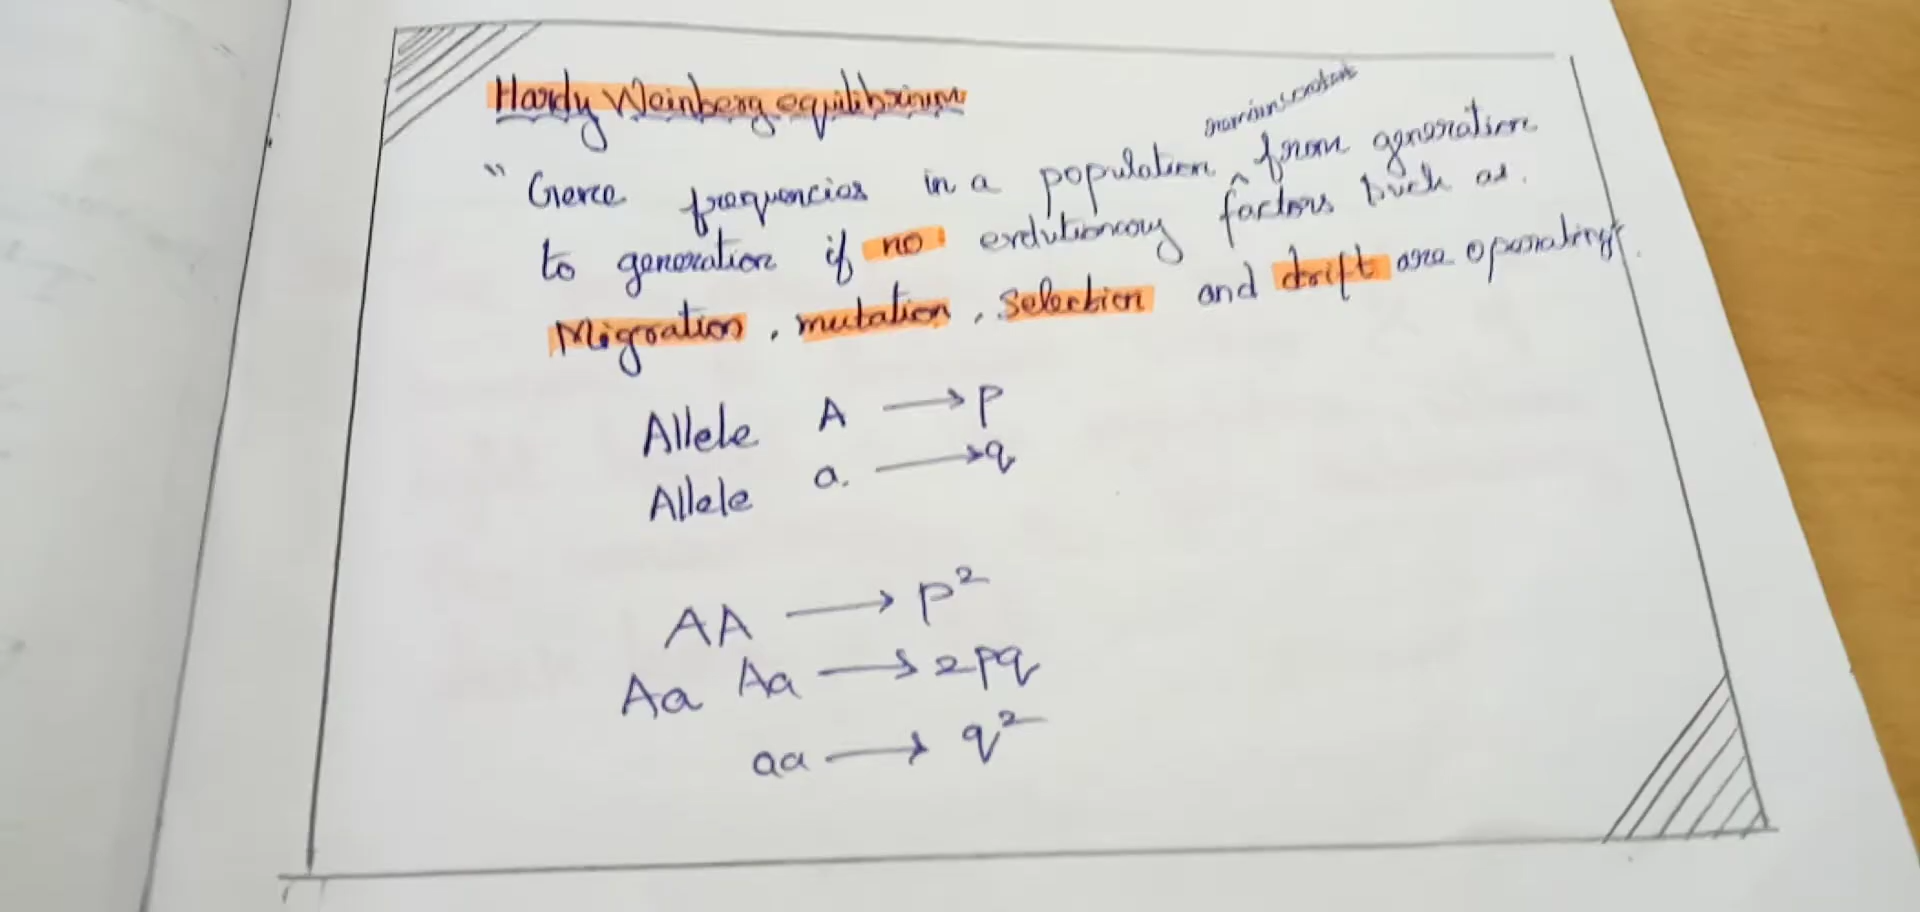 Hardy Weinberg equilibrium
remains constant
" Gene frequencies in a population ^ from generation
to generation if no evolutionary factors such as
Migration, mutation, selection and drift are operating".
Allele A → p
Allele a. → q
AA → p²
Aa Aa → 2pq
aa → q²